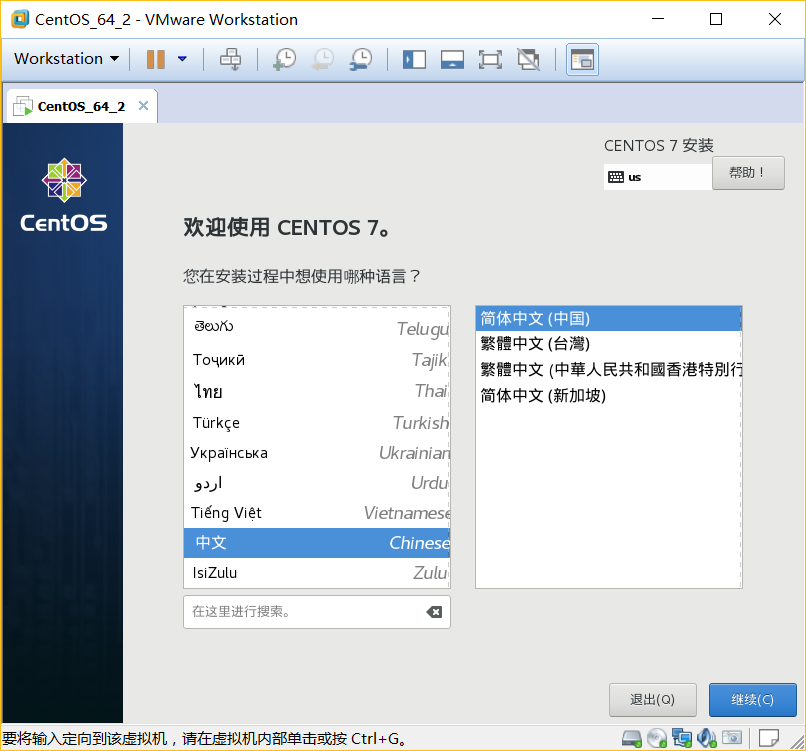 CentOS_64_2 - VMware Workstation
Workstation
CentOS_64_2
CentOS
CENTOS 7 安装
us
帮助！
欢迎使用 CENTOS 7。
您在安装过程中想使用哪种语言？
తెలుగు Telugu
Тоҷикӣ Tajik
ไทย Thai
Türkçe Turkish
Українська Ukrainian
اردو Urdu
Tiếng Việt Vietnamese
中文 Chinese
IsiZulu Zulu
在这里进行搜索。
简体中文 (中国)
繁體中文 (台灣)
繁體中文 (中華人民共和國香港特別行
简体中文 (新加坡)
退出(Q)
继续(C)
要将输入定向到该虚拟机，请在虚拟机内部单击或按 Ctrl+G。